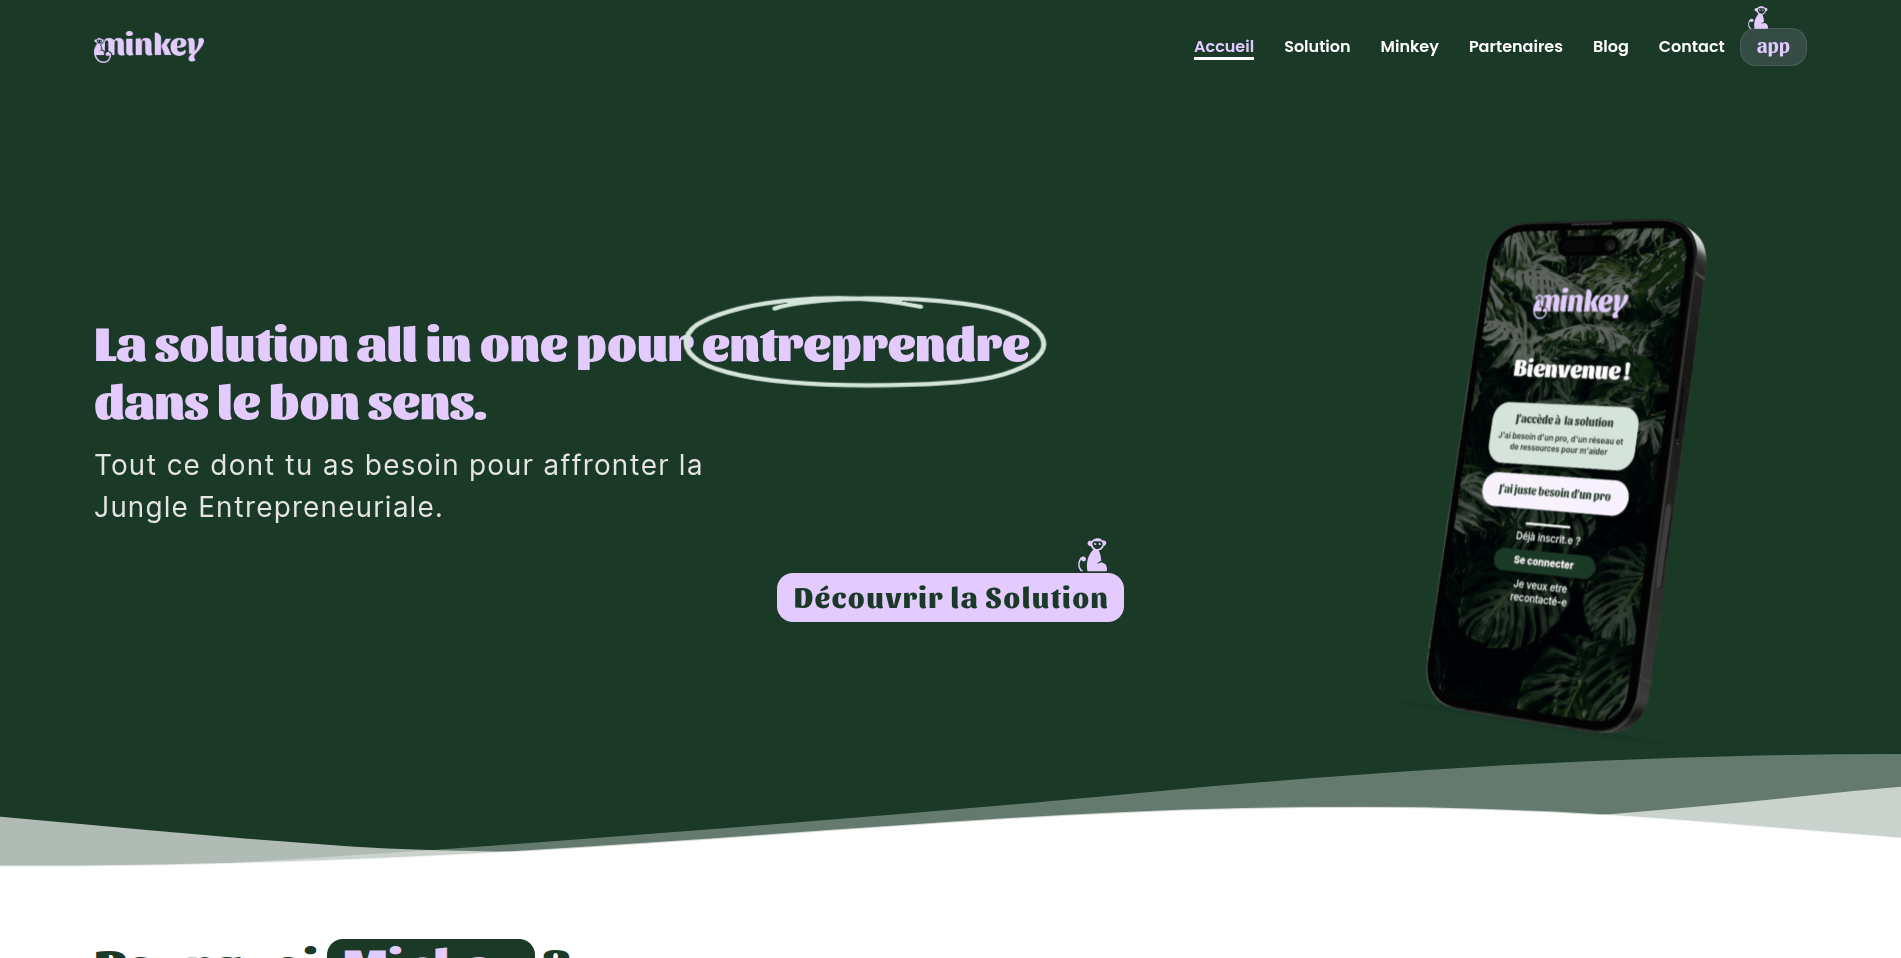 minkey
Accueil Solution Minkey Partenaires Blog Contact app
La solution all in one pour entreprendre
dans le bon sens.
Tout ce dont tu as besoin pour affronter la
Jungle Entrepreneuriale.
Découvrir la Solution
minkey
Bienvenue !
J'accède à la solution
J'ai besoin d'un pro, d'un réseau et
de ressources pour m'aider
J'ai juste besoin d'un pro
Déjà inscrit.e ?
Se connecter
Je veux etre
recontacté-e
Pourquoi Minkey ?